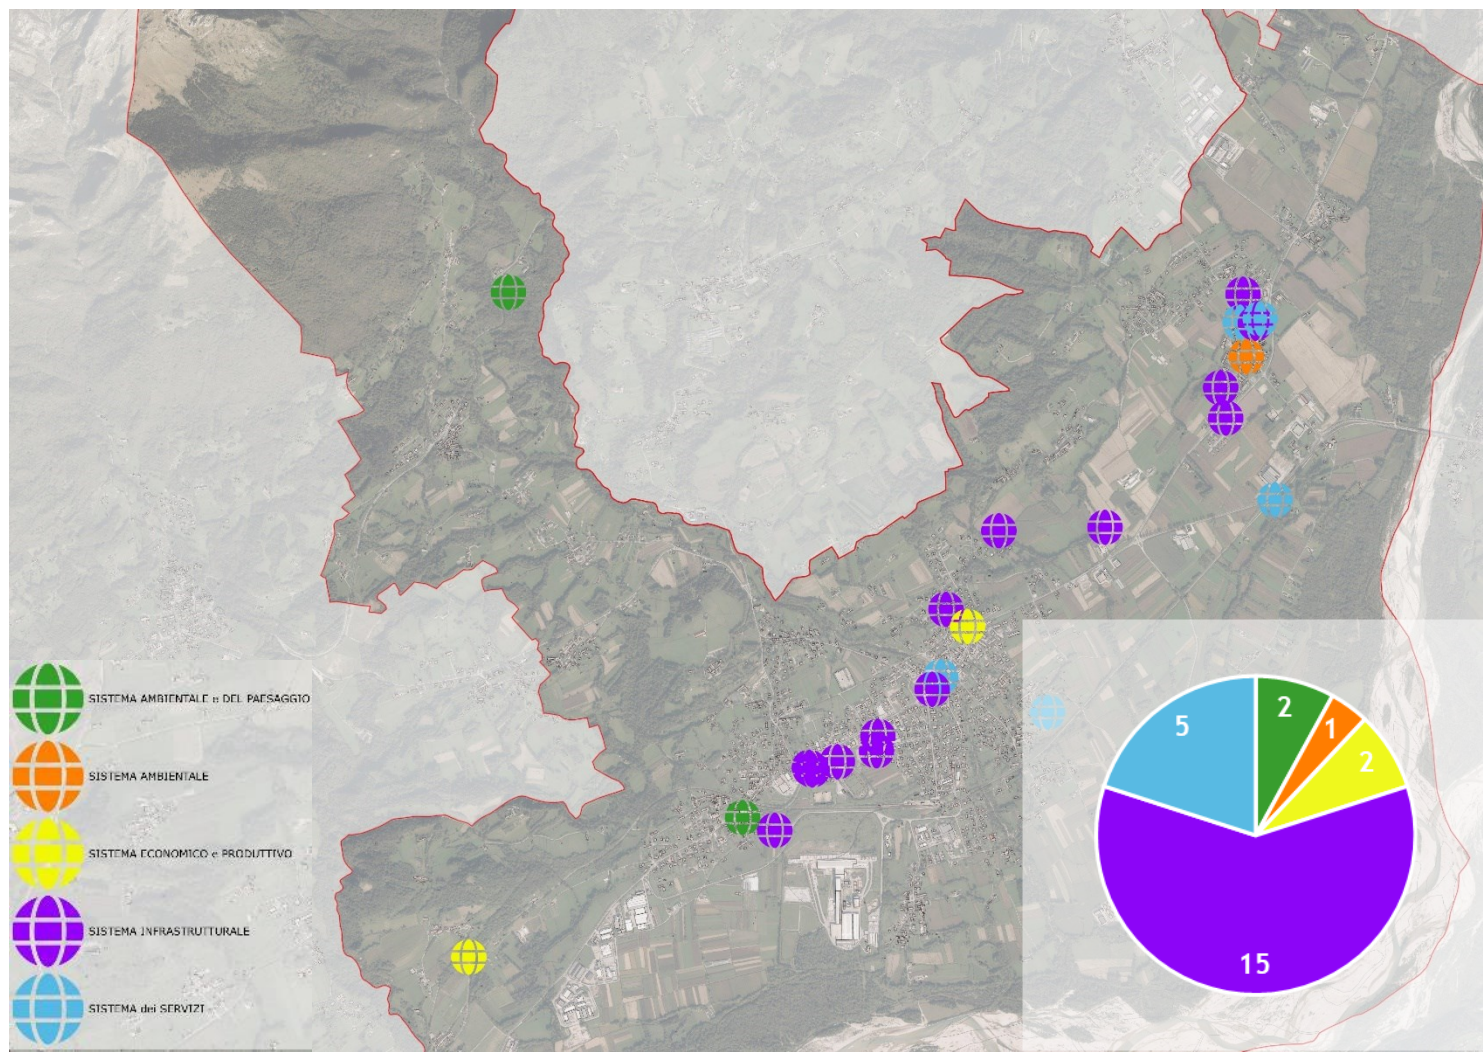 SISTEMA AMBIENTALE e DEL PAESAGGIO
SISTEMA AMBIENTALE
SISTEMA ECONOMICO e PRODUTTIVO
SISTEMA INFRASTRUTTURALE
SISTEMA dei SERVIZI
5
2
1
2
15